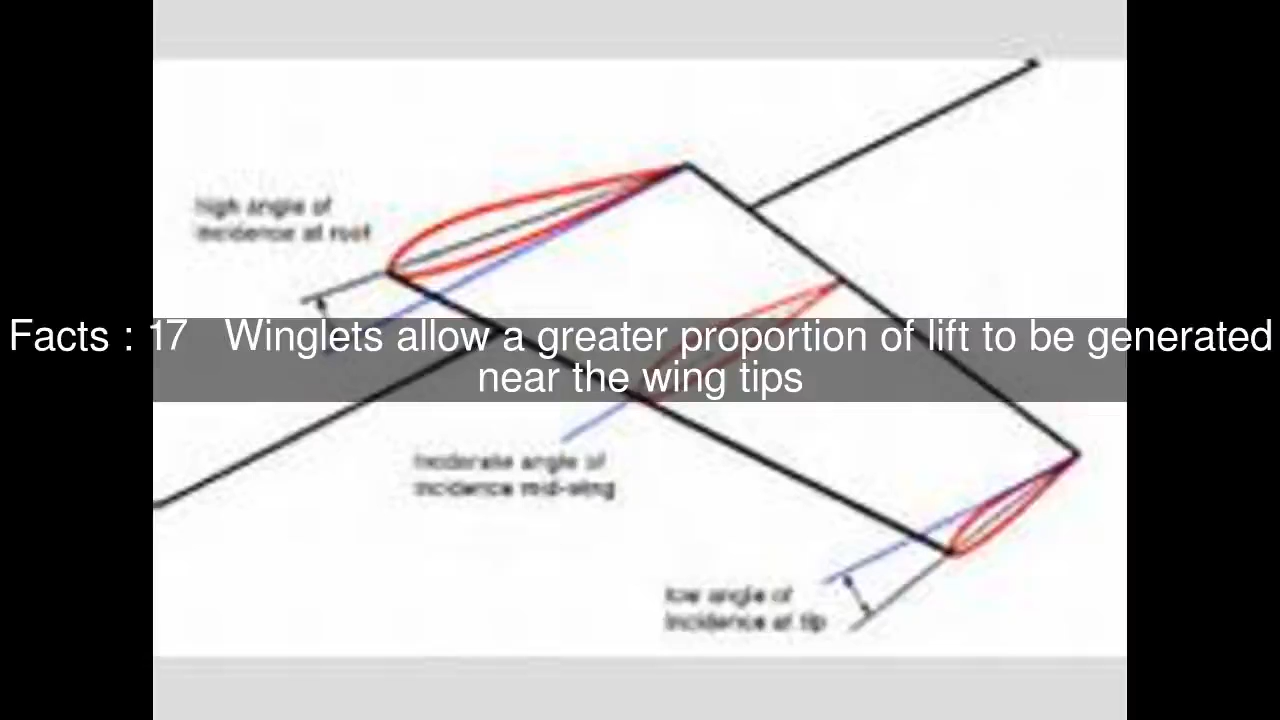 high angle of
incidence at root
Facts : 17 Winglets allow a greater proportion of lift to be generated
near the wing tips
moderate angle of
incidence mid-wing
low angle of
incidence at tip